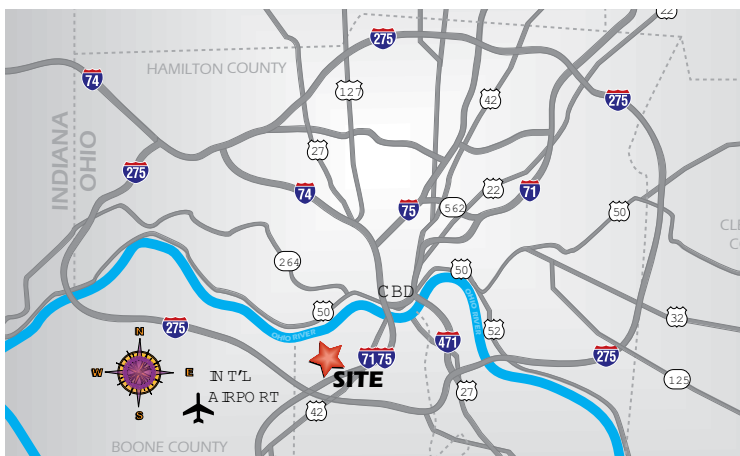 22
275
HAMILTON COUNTY
74
127
42
275
INDIANA
OHIO
27
275
74
22
71
562
75
50
264
50
CBD
50
OHIO RIVER
32
275
OHIO RIVER
52
471
71 75
275
N
W E
S
INT'L
AIRPORT
SITE
125
42
27
BOONE COUNTY